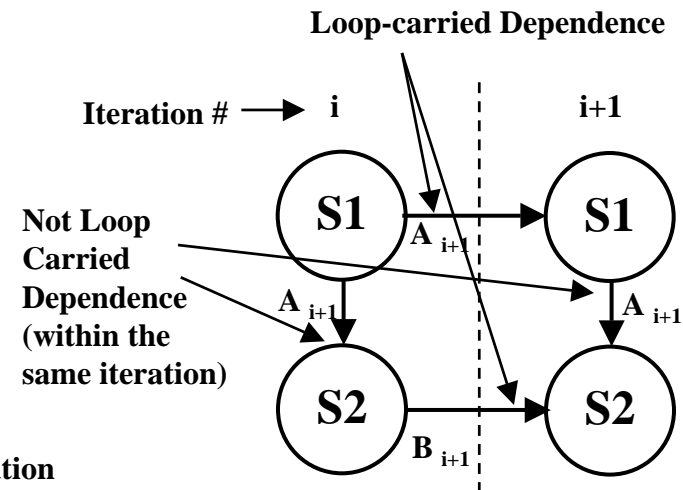 Loop-carried Dependence
Iteration # i i+1
S1 S1
A i+1
Not Loop
Carried
Dependence
(within the
same iteration)
A i+1
A i+1
S2 S2
B i+1